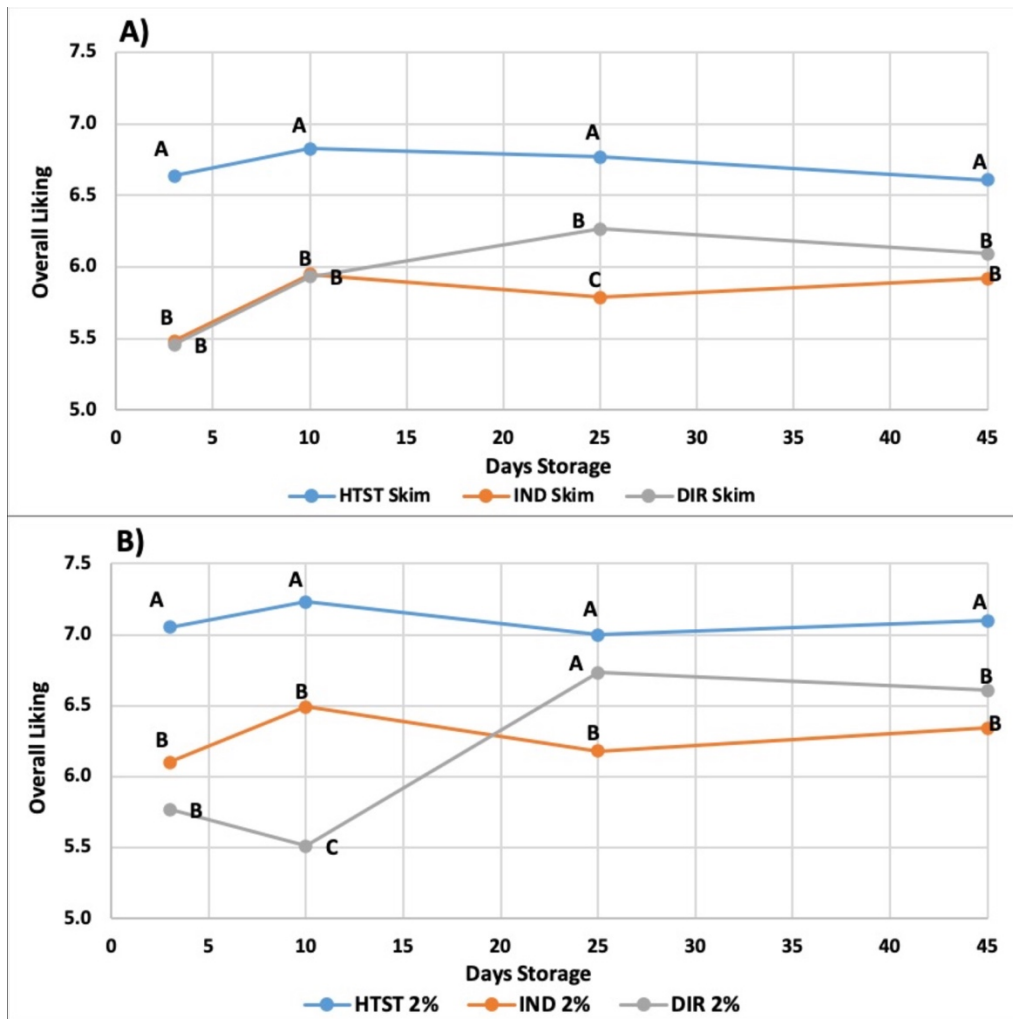 A)
7.5
A
A
A
A
7.0
6.5
B
B
6.0
B
B
C
B
B
5.5
B
5.0
0 5 10 15 20 25 30 35 40 45
Overall Liking
Days Storage
HTST Skim IND Skim DIR Skim
B)
7.5
A
A
A
A
7.0
A
B
6.5
B
B
B
B
6.0
B
5.5
C
5.0
0 5 10 15 20 25 30 35 40 45
Overall Liking
Days Storage
HTST 2% IND 2% DIR 2%